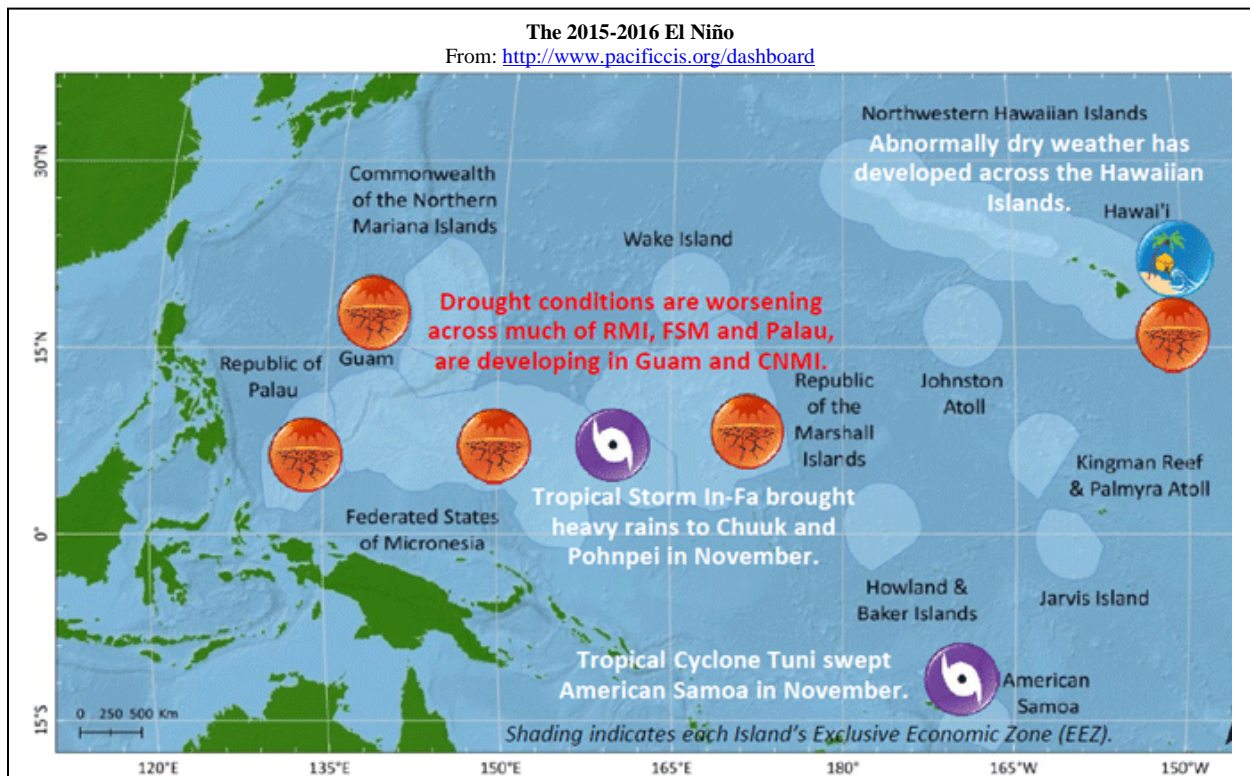 The 2015-2016 El Niño
From: http://www.pacificcis.org/dashboard
Northwestern Hawaiian Islands
Abnormally dry weather has
developed across the Hawaiian
Islands.
Hawai'i
Commonwealth
of the Northern
Mariana Islands
Wake Island
Drought conditions are worsening
across much of RMI, FSM and Palau,
are developing in Guam and CNMI.
Guam
Republic of
Palau
Republic
of the
Marshall
Islands
Johnston
Atoll
Kingman Reef
& Palmyra Atoll
Tropical Storm In-Fa brought
heavy rains to Chuuk and
Pohnpei in November.
Federated States
of Micronesia
Howland &
Baker Islands
Jarvis Island
Tropical Cyclone Tuni swept
American Samoa in November.
American
Samoa
0 250 500 Km
Shading indicates each Island's Exclusive Economic Zone (EEZ).
30°N
15°N
0°
15°S
120°E
135°E
150°E
165°E
180°
165°W
150°W